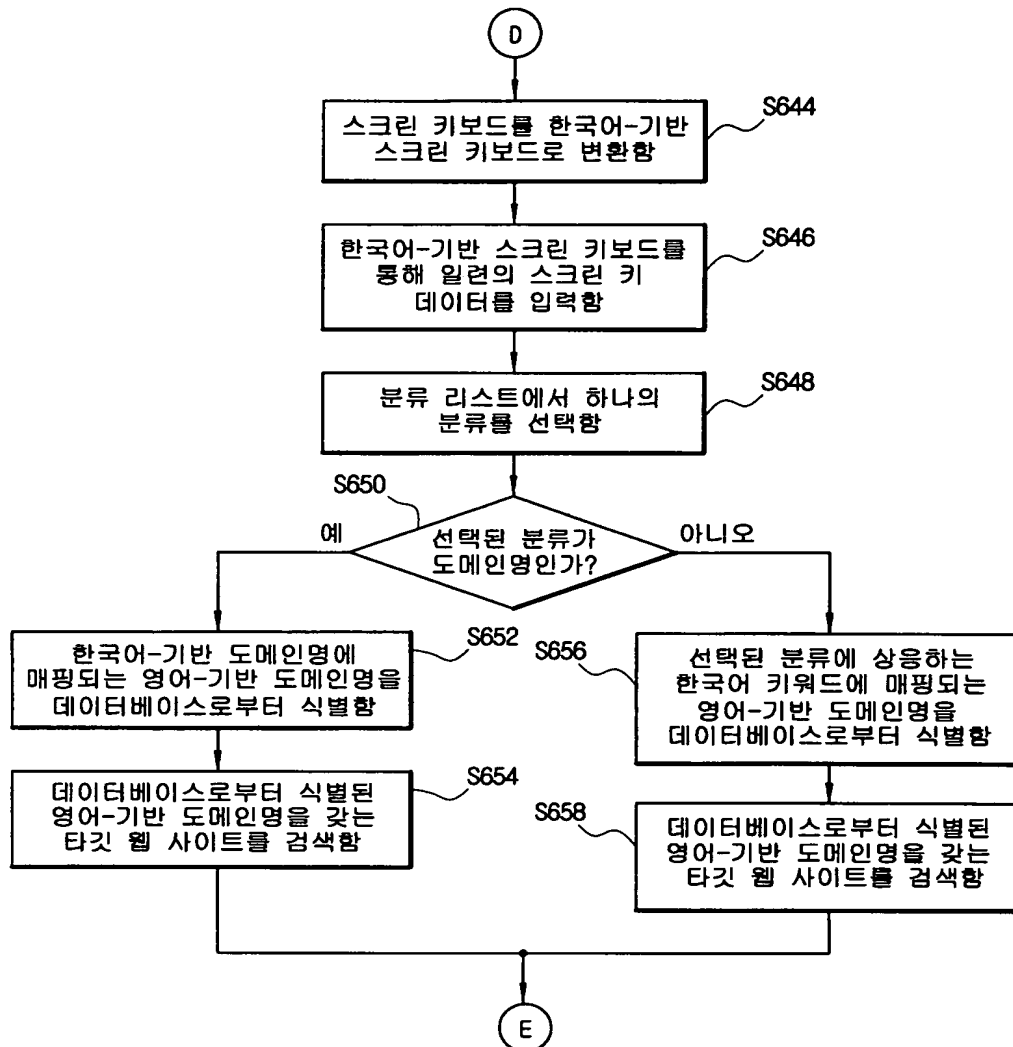 D
S644
스크린 키보드를 한국어-기반
스크린 키보드로 변환함
S646
한국어-기반 스크린 키보드를
통해 일련의 스크린 키
데이터를 입력함
S648
분류 리스트에서 하나의
분류를 선택함
S650
예
선택된 분류가
도메인명인가?
아니오
S652
한국어-기반 도메인명에
매핑되는 영어-기반 도메인명을
데이터베이스로부터 식별함
S656
선택된 분류에 상응하는
한국어 키워드에 매핑되는
영어-기반 도메인명을
데이터베이스로부터 식별함
S654
데이터베이스로부터 식별된
영어-기반 도메인명을 갖는
타깃 웹 사이트를 검색함
S658
데이터베이스로부터 식별된
영어-기반 도메인명을 갖는
타깃 웹 사이트를 검색함
E